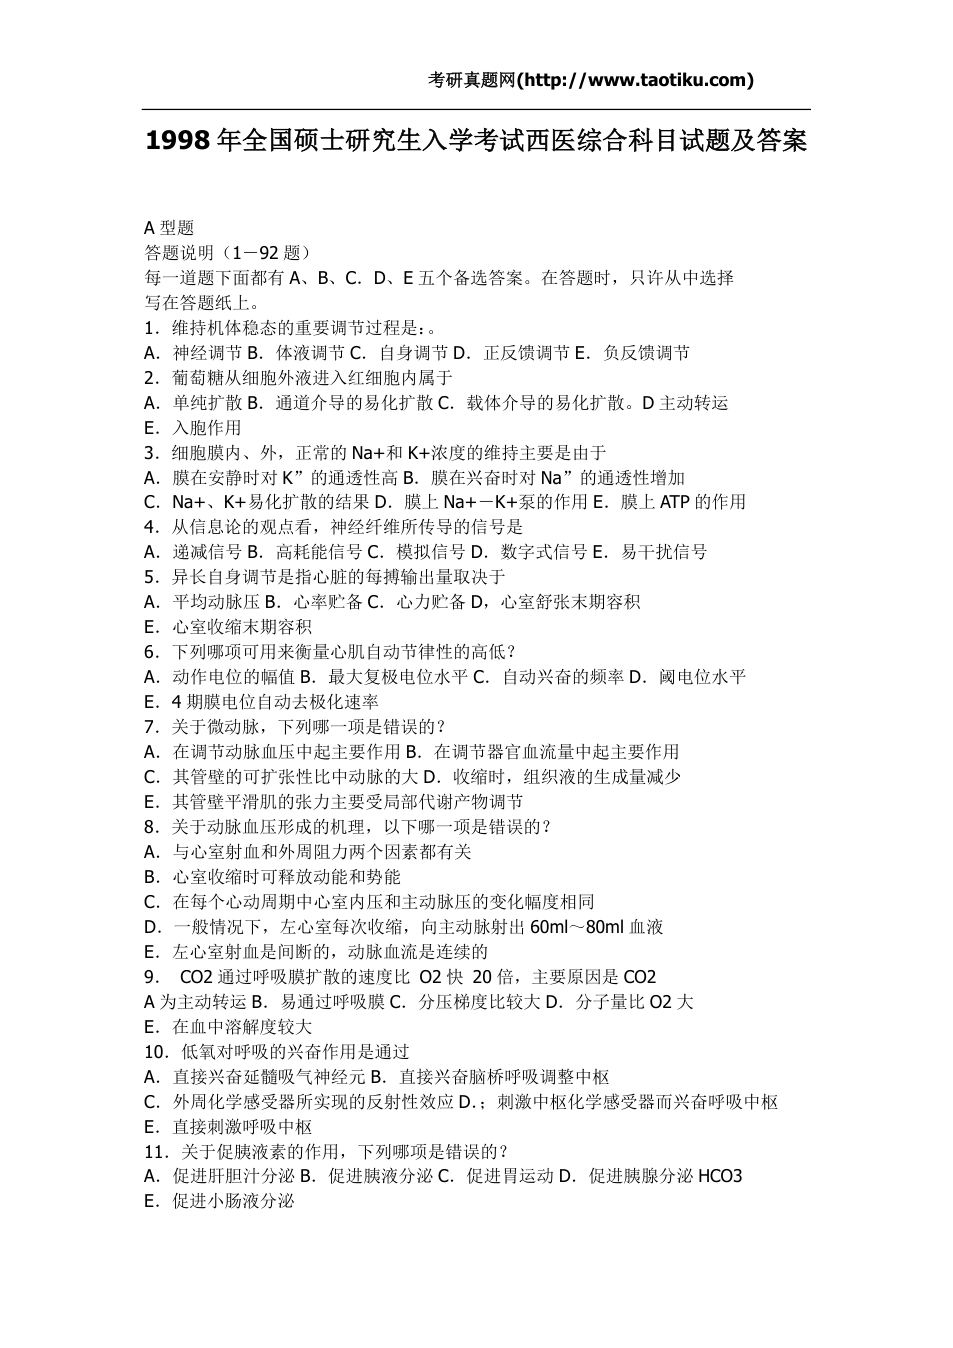 考研真题网(http://www.taotiku.com)
1998 年全国硕士研究生入学考试西医综合科目试题及答案
A 型题
答题说明（1－92 题）
每一道题下面都有 A、B、C．D、E 五个备选答案。在答题时，只许从中选择
写在答题纸上。
1．维持机体稳态的重要调节过程是：。
A．神经调节 B．体液调节 C．自身调节 D．正反馈调节 E．负反馈调节
2．葡萄糖从细胞外液进入红细胞内属于
A．单纯扩散 B．通道介导的易化扩散 C．载体介导的易化扩散。D 主动转运
E．入胞作用
3．细胞膜内、外，正常的 Na+和 K+浓度的维持主要是由于
A．膜在安静时对 K”的通透性高 B．膜在兴奋时对 Na”的通透性增加
C．Na+、K+易化扩散的结果 D．膜上 Na+－K+泵的作用 E．膜上 ATP 的作用
4．从信息论的观点看，神经纤维所传导的信号是
A．递减信号 B．高耗能信号 C．模拟信号 D．数字式信号 E．易干扰信号
5．异长自身调节是指心脏的每搏输出量取决于
A．平均动脉压 B．心率贮备 C．心力贮备 D，心室舒张末期容积
E．心室收缩末期容积
6．下列哪项可用来衡量心肌自动节律性的高低？
A．动作电位的幅值 B．最大复极电位水平 C．自动兴奋的频率 D．阈电位水平
E．4 期膜电位自动去极化速率
7．关于微动脉，下列哪一项是错误的？
A．在调节动脉血压中起主要作用 B．在调节器官血流量中起主要作用
C．其管壁的可扩张性比中动脉的大 D．收缩时，组织液的生成量减少
E．其管壁平滑肌的张力主要受局部代谢产物调节
8．关于动脉血压形成的机理，以下哪一项是错误的？
A．与心室射血和外周阻力两个因素都有关
B．心室收缩时可释放动能和势能
C．在每个心动周期中心室内压和主动脉压的变化幅度相同
D．一般情况下，左心室每次收缩，向主动脉射出 60ml～80ml 血液
E．左心室射血是间断的，动脉血流是连续的
9． CO2 通过呼吸膜扩散的速度比 O2 快 20 倍，主要原因是 CO2
A 为主动转运 B．易通过呼吸膜 C．分压梯度比较大 D．分子量比 O2 大
E．在血中溶解度较大
10．低氧对呼吸的兴奋作用是通过
A．直接兴奋延髓吸气神经元 B．直接兴奋脑桥呼吸调整中枢
C．外周化学感受器所实现的反射性效应 D．；刺激中枢化学感受器而兴奋呼吸中枢
E．直接刺激呼吸中枢
11．关于促胰液素的作用，下列哪项是错误的？
A．促进肝胆汁分泌 B．促进胰液分泌 C．促进胃运动 D．促进胰腺分泌 HCO3
E．促进小肠液分泌